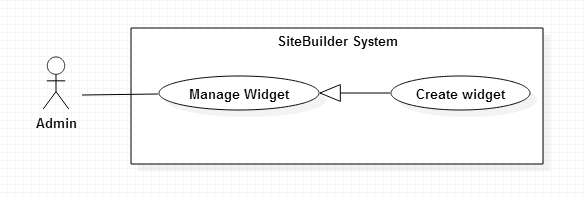 SiteBuilder System
Manage Widget
Create widget
Admin